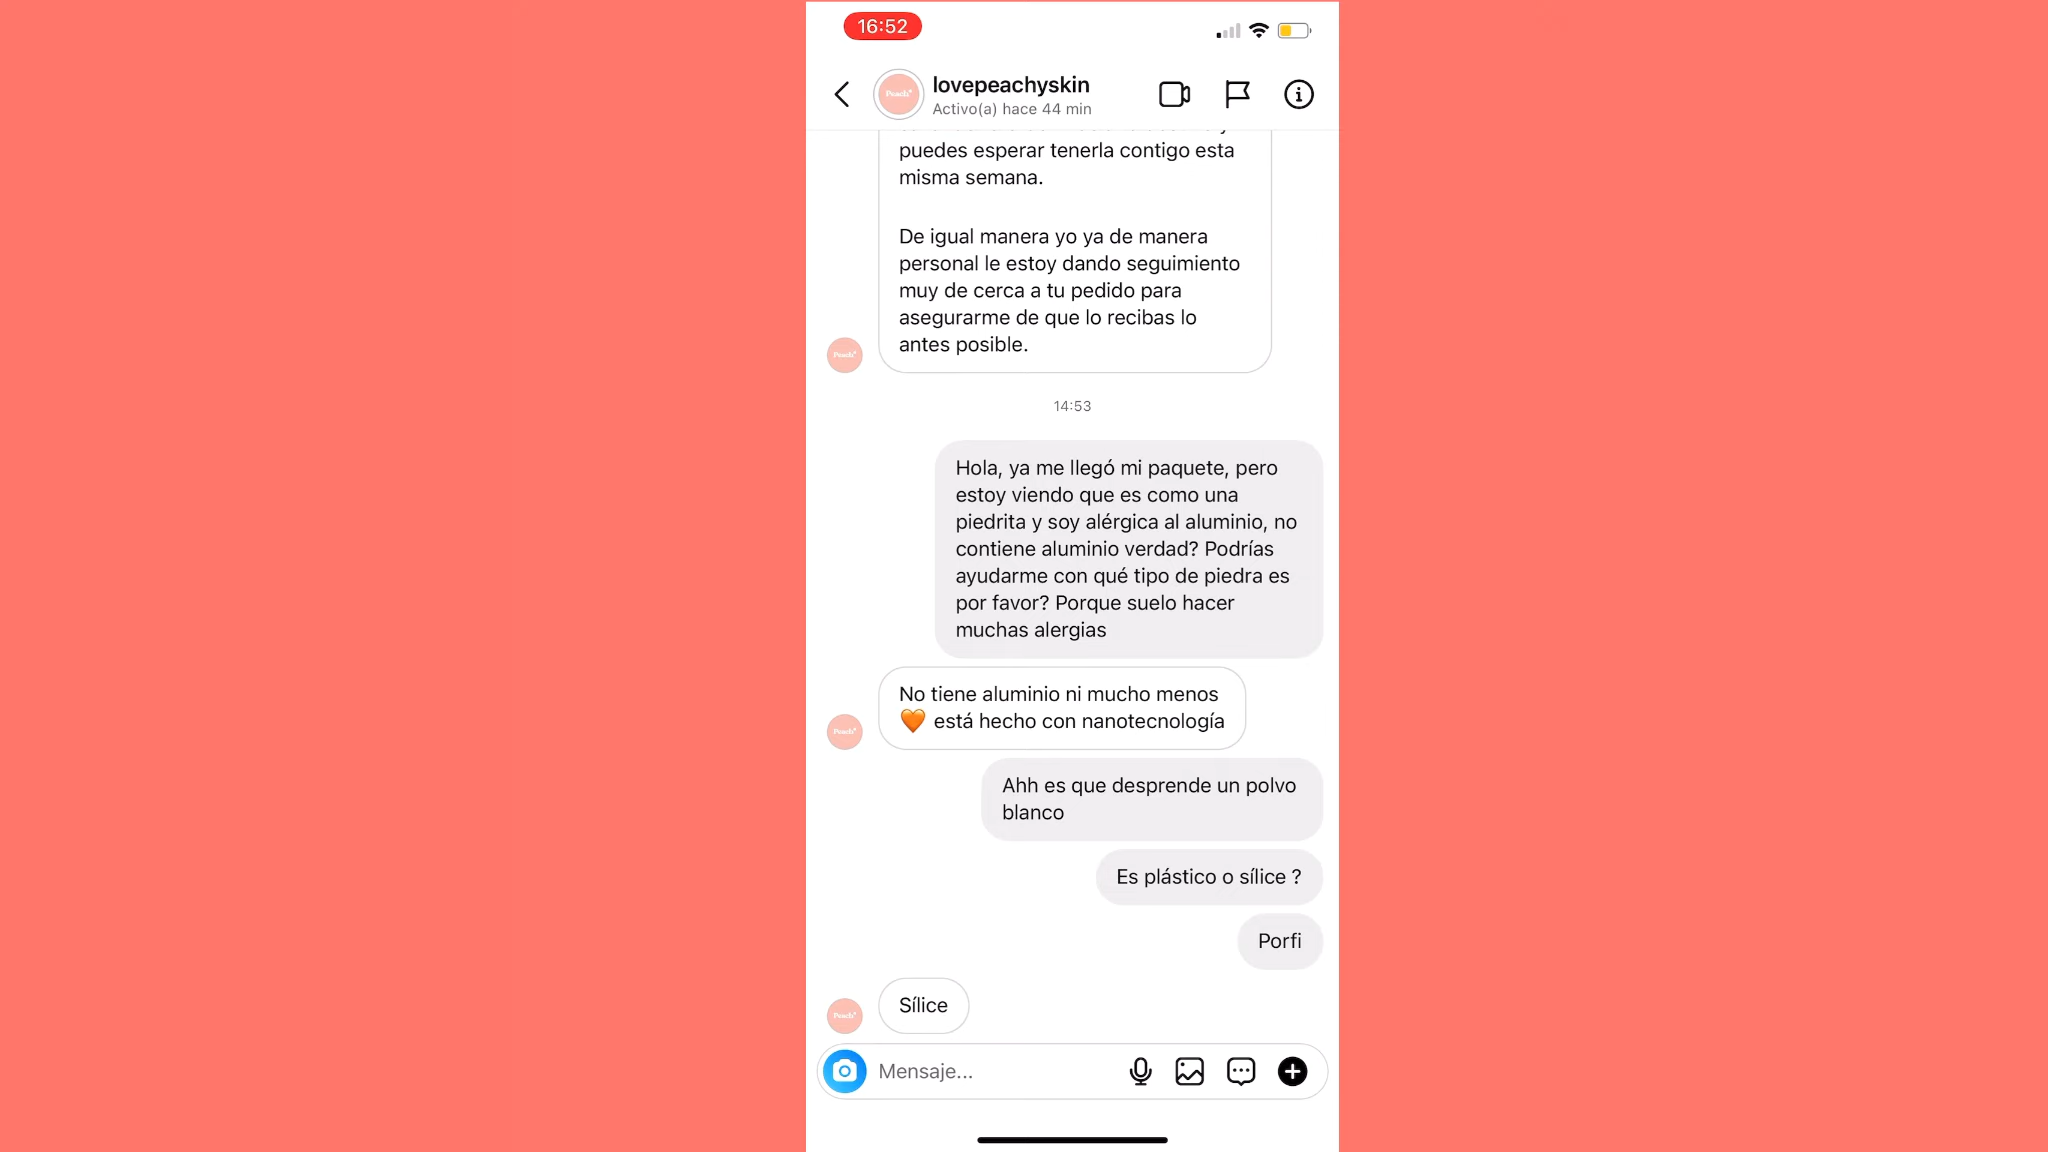 16:52
lovepeachyskin
Activo(a) hace 44 min
Peach
puedes esperar tenerla contigo esta
misma semana.
De igual manera yo ya de manera
personal le estoy dando seguimiento
muy de cerca a tu pedido para
asegurarme de que lo recibas lo
antes posible.
Peach
14:53
Hola, ya me llegó mi paquete, pero
estoy viendo que es como una
piedrita y soy alérgica al aluminio, no
contiene aluminio verdad? Podrías
ayudarme con qué tipo de piedra es
por favor? Porque suelo hacer
muchas alergias
No tiene aluminio ni mucho menos
🧡 está hecho con nanotecnología
Peach
Ahh es que desprende un polvo
blanco
Es plástico o sílice ?
Porfi
Sílice
Peach
Mensaje...